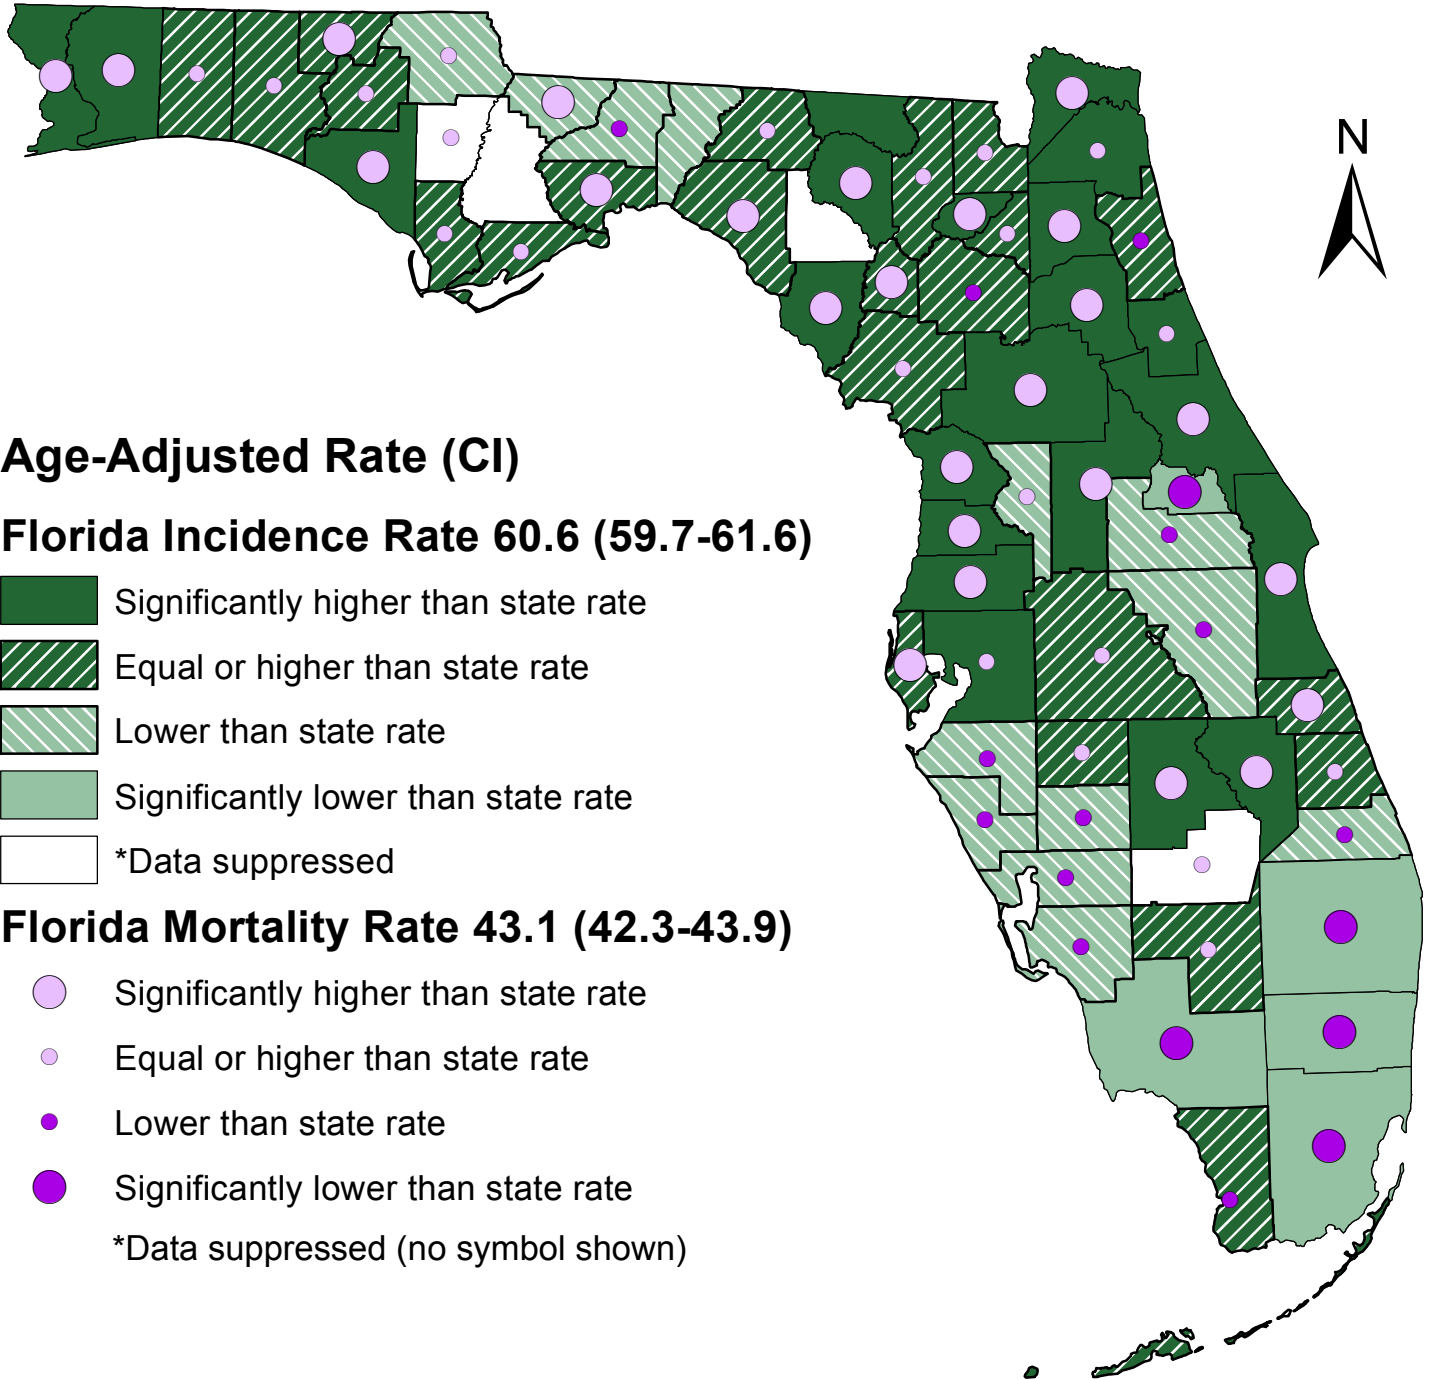 N
Age-Adjusted Rate (CI)
Florida Incidence Rate 60.6 (59.7-61.6)
Significantly higher than state rate
Equal or higher than state rate
Lower than state rate
Significantly lower than state rate
*Data suppressed
Florida Mortality Rate 43.1 (42.3-43.9)
Significantly higher than state rate
Equal or higher than state rate
Lower than state rate
Significantly lower than state rate
*Data suppressed (no symbol shown)